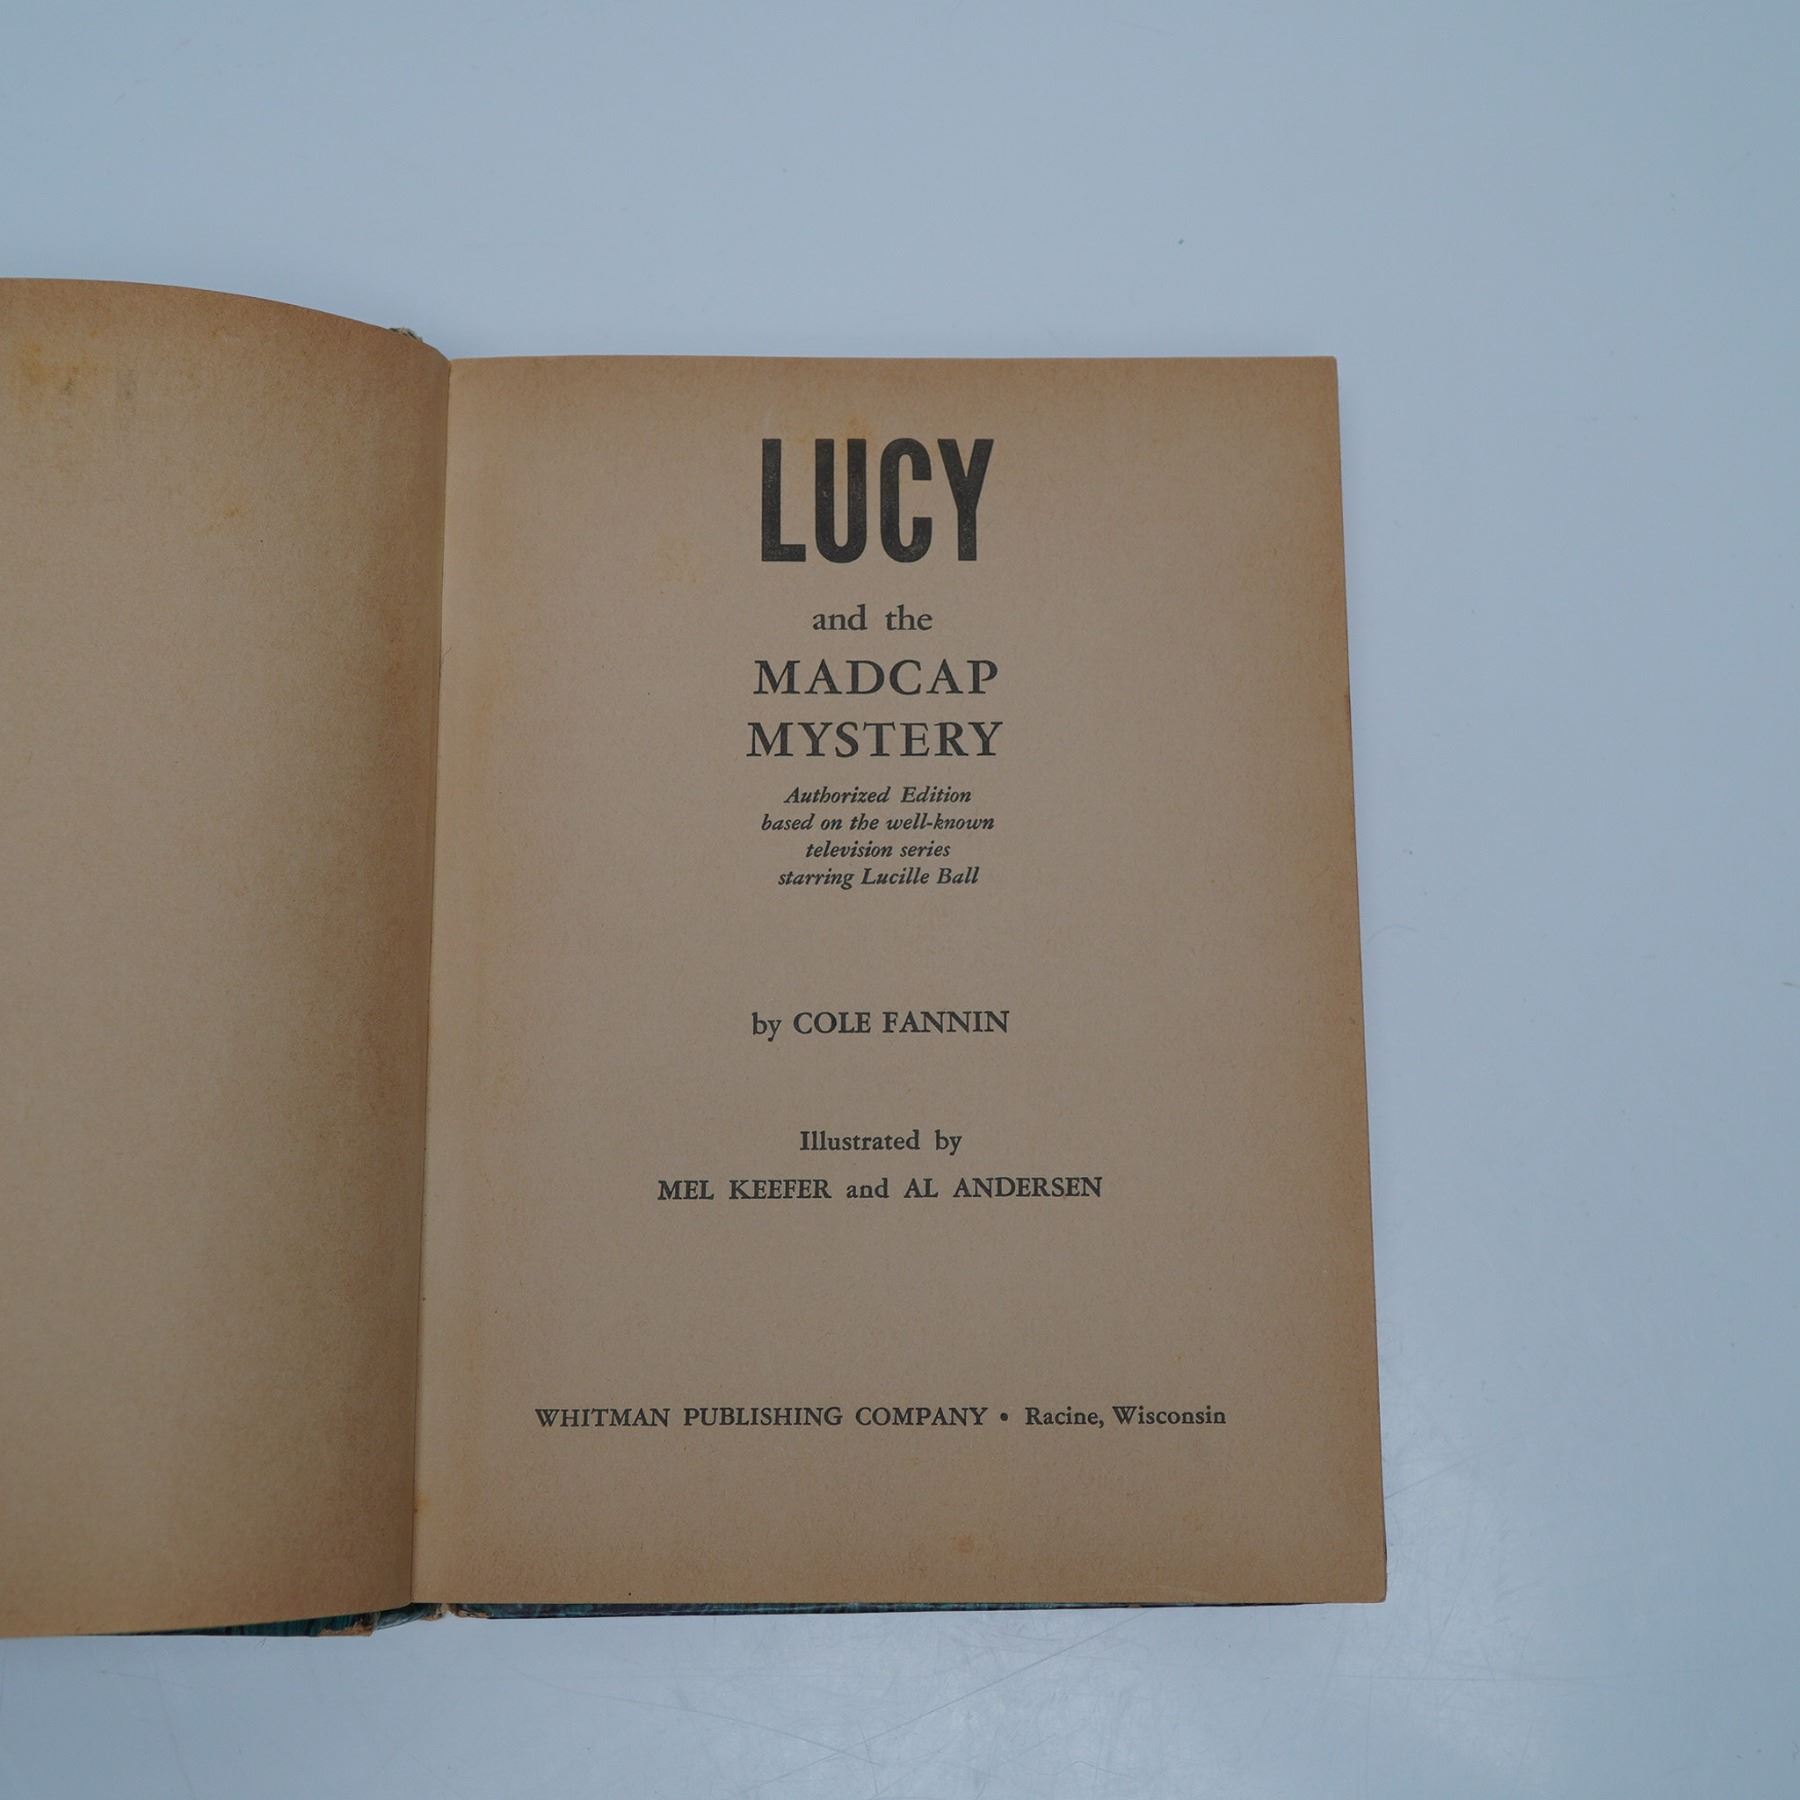 LUCY
and the
MADCAP
MYSTERY
Authorized Edition
based on the well-known
television series
starring Lucille Ball
by COLE FANNIN
Illustrated by
MEL KEEFER and AL ANDERSEN
WHITMAN PUBLISHING COMPANY • Racine, Wisconsin